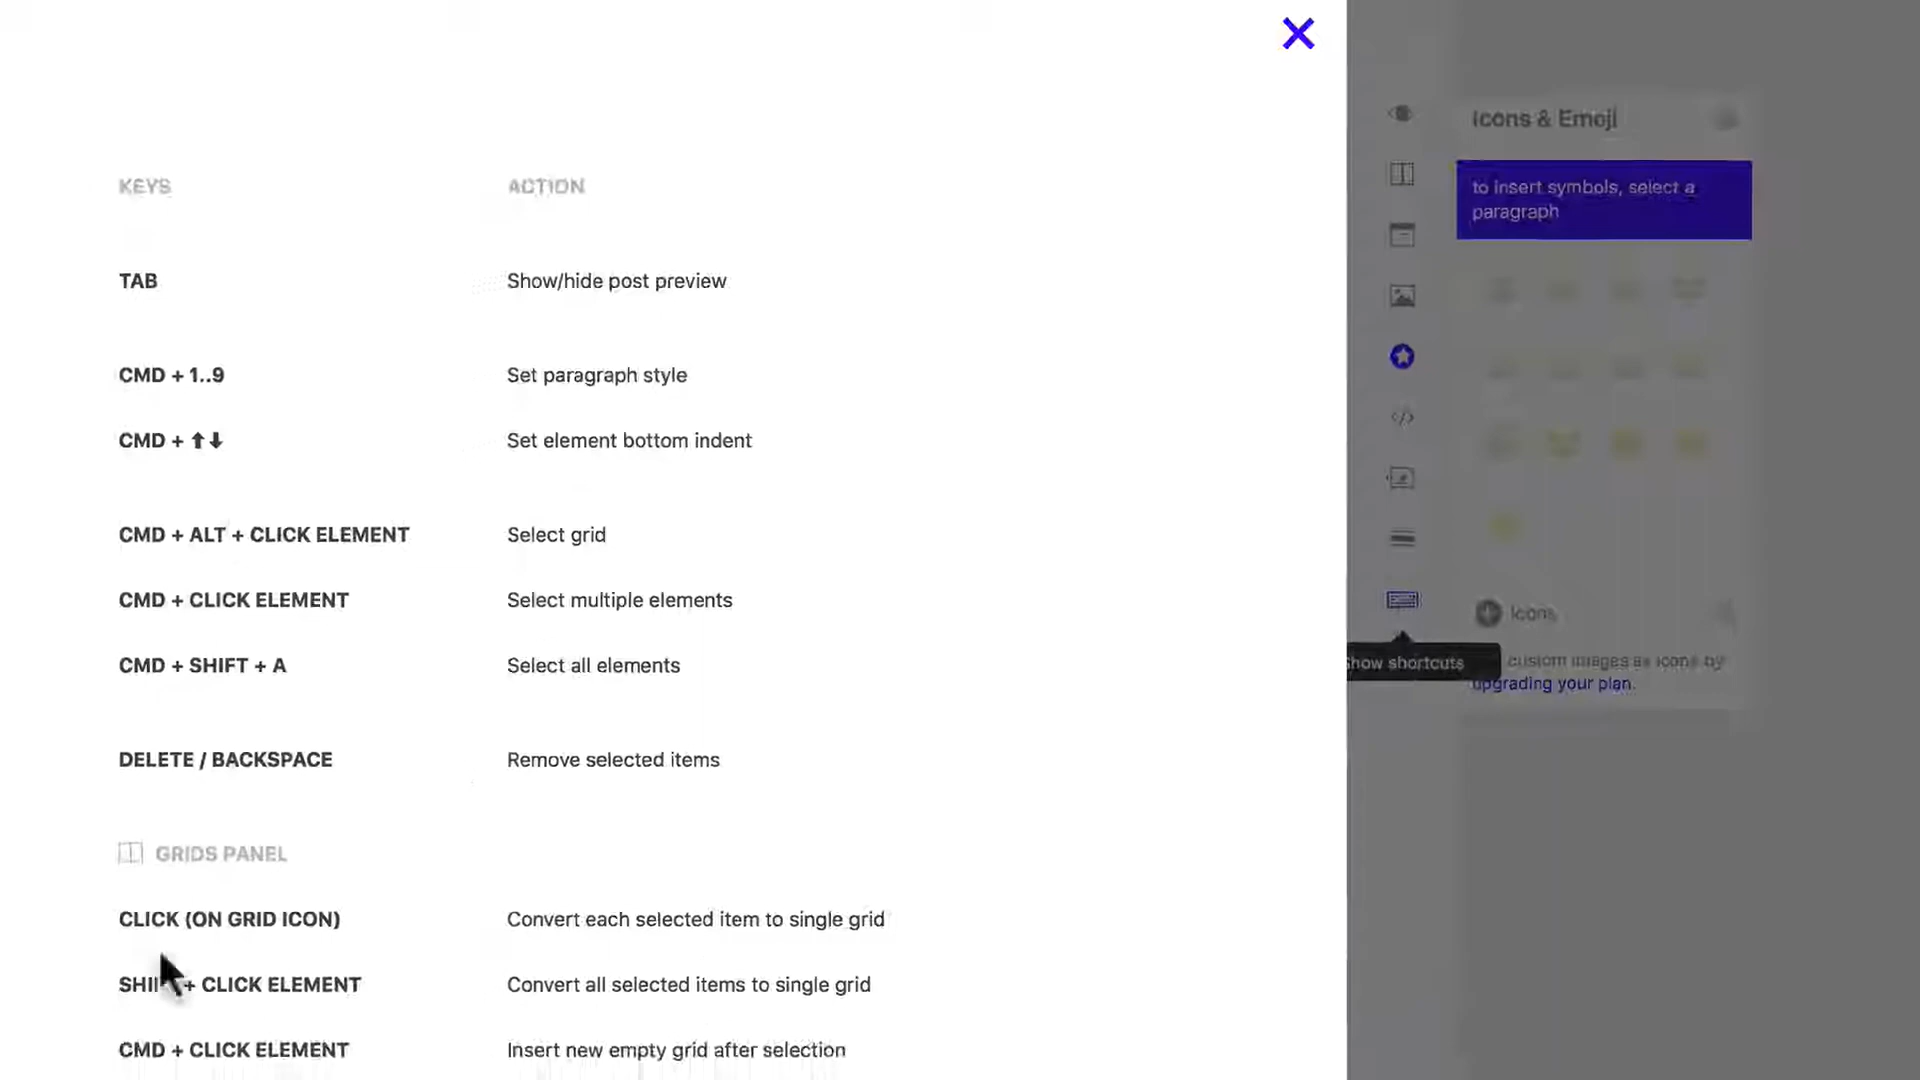 KEYS ACTION
TAB Show/hide post preview
CMD + 1..9 Set paragraph style
CMD + ⬆⬇ Set element bottom indent
CMD + ALT + CLICK ELEMENT Select grid
CMD + CLICK ELEMENT Select multiple elements
CMD + SHIFT + A Select all elements
DELETE / BACKSPACE Remove selected items
GRIDS PANEL
CLICK (ON GRID ICON) Convert each selected item to single grid
+ CLICK ELEMENT Convert all selected items to single grid
CMD + CLICK ELEMENT Insert new empty grid after selection
Icons & Emoji
to insert symbols, select a
paragraph
Icons
Show shortcuts
custom images as icons by
upgrading your plan.